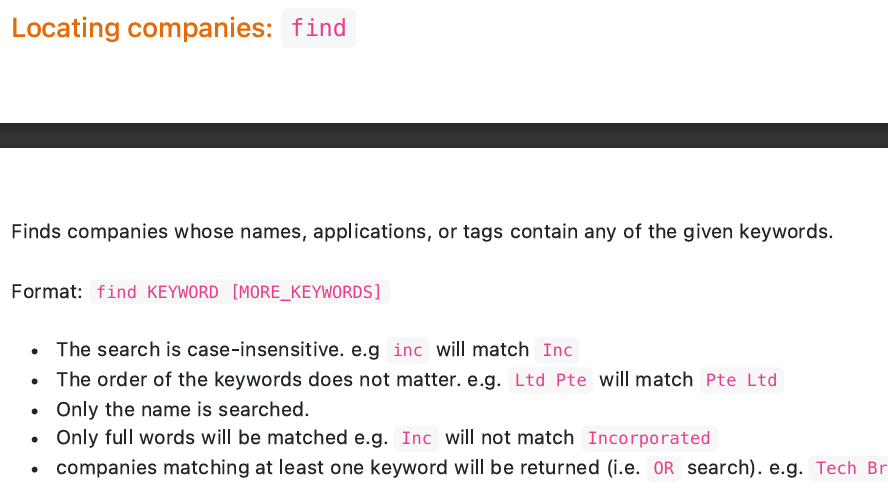 Locating companies: find
Finds companies whose names, applications, or tags contain any of the given keywords.
Format: find KEYWORD [MORE_KEYWORDS]
• The search is case-insensitive. e.g inc will match Inc
• The order of the keywords does not matter. e.g. Ltd Pte will match Pte Ltd
• Only the name is searched.
• Only full words will be matched e.g. Inc will not match Incorporated
• companies matching at least one keyword will be returned (i.e. OR search). e.g. Tech Br